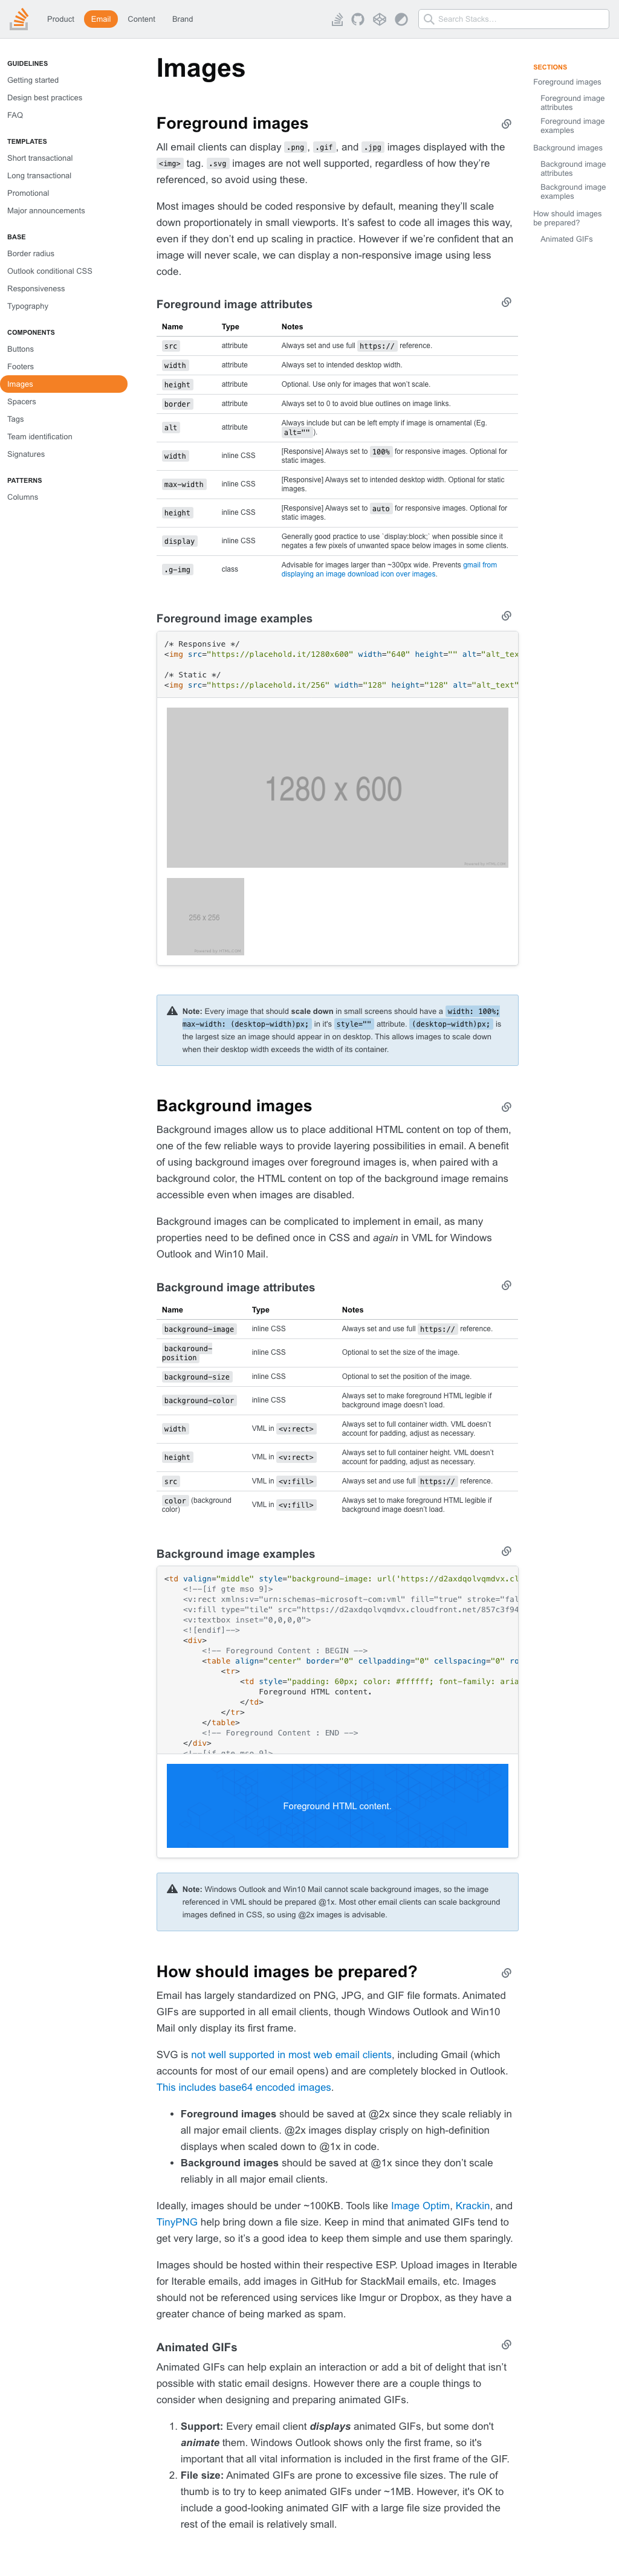 Product Email Content Brand Search Stacks…
GUIDELINES
Getting started
Design best practices
FAQ
TEMPLATES
Short transactional
Long transactional
Promotional
Major announcements
BASE
Border radius
Outlook conditional CSS
Responsiveness
Typography
COMPONENTS
Buttons
Footers
Images
Spacers
Tags
Team identification
Signatures
PATTERNS
Columns
Images
Foreground images
All email clients can display .png, .gif, and .jpg images displayed with the
<img> tag. .svg images are not well supported, regardless of how they’re
referenced, so avoid using these.
Most images should be coded responsive by default, meaning they’ll scale
down proportionately in small viewports. It’s safest to code all images this way,
even if they don’t end up scaling in practice. However if we’re confident that an
image will never scale, we can display a non-responsive image using less
code.
Foreground image attributes
Name Type Notes
src attribute Always set and use full https:// reference.
width attribute Always set to intended desktop width.
height attribute Optional. Use only for images that won’t scale.
border attribute Always set to 0 to avoid blue outlines on image links.
alt attribute Always include but can be left empty if image is ornamental (Eg.
alt="").
width inline CSS [Responsive] Always set to 100% for responsive images. Optional for
static images.
max-width inline CSS [Responsive] Always set to intended desktop width. Optional for static
images.
height inline CSS [Responsive] Always set to auto for responsive images. Optional for
static images.
display inline CSS Generally good practice to use `display:block;` when possible since it
negates a few pixels of unwanted space below images in some clients.
.g-img class Advisable for images larger than ~300px wide. Prevents gmail from
displaying an image download icon over images.
Foreground image examples
/* Responsive */
<img src="https://placehold.it/1280x600" width="640" height="" alt="alt_tex
/* Static */
<img src="https://placehold.it/256" width="128" height="128" alt="alt_text"
1280 x 600
256 x 256
Note: Every image that should scale down in small screens should have a width: 100%;
max-width: (desktop-width)px; in it's style="" attribute. (desktop-width)px; is
the largest size an image should appear in on desktop. This allows images to scale down
when their desktop width exceeds the width of its container.
Background images
Background images allow us to place additional HTML content on top of them,
one of the few reliable ways to provide layering possibilities in email. A benefit
of using background images over foreground images is, when paired with a
background color, the HTML content on top of the background image remains
accessible even when images are disabled.
Background images can be complicated to implement in email, as many
properties need to be defined once in CSS and again in VML for Windows
Outlook and Win10 Mail.
Background image attributes
Name Type Notes
background-image inline CSS Always set and use full https:// reference.
background-
position inline CSS Optional to set the size of the image.
background-size inline CSS Optional to set the position of the image.
background-color inline CSS Always set to make foreground HTML legible if
background image doesn’t load.
width VML in <v:rect> Always set to full container width. VML doesn’t
account for padding, adjust as necessary.
height VML in <v:rect> Always set to full container height. VML doesn’t
account for padding, adjust as necessary.
src VML in <v:fill> Always set and use full https:// reference.
color (background
color) VML in <v:fill> Always set to make foreground HTML legible if
background image doesn’t load.
Background image examples
<td valign="middle" style="background-image: url('https://d2axdqolvqmdvx.cl
<!--[if gte mso 9]>
<v:rect xmlns:v="urn:schemas-microsoft-com:vml" fill="true" stroke="fal
<v:fill type="tile" src="https://d2axdqolvqmdvx.cloudfront.net/857c3f94
<v:textbox inset="0,0,0,0">
<![endif]-->
<div>
<!-- Foreground Content : BEGIN -->
<table align="center" border="0" cellpadding="0" cellspacing="0" ro
<tr>
<td style="padding: 60px; color: #ffffff; font-family: aria
Foreground HTML content.
</td>
</tr>
</table>
<!-- Foreground Content : END -->
</div>
<!--[if gte mso 9]>
Foreground HTML content.
Note: Windows Outlook and Win10 Mail cannot scale background images, so the image
referenced in VML should be prepared @1x. Most other email clients can scale background
images defined in CSS, so using @2x images is advisable.
How should images be prepared?
Email has largely standardized on PNG, JPG, and GIF file formats. Animated
GIFs are supported in all email clients, though Windows Outlook and Win10
Mail only display its first frame.
SVG is not well supported in most web email clients, including Gmail (which
accounts for most of our email opens) and are completely blocked in Outlook.
This includes base64 encoded images.
• Foreground images should be saved at @2x since they scale reliably in
all major email clients. @2x images display crisply on high-definition
displays when scaled down to @1x in code.
• Background images should be saved at @1x since they don’t scale
reliably in all major email clients.
Ideally, images should be under ~100KB. Tools like Image Optim, Krackin, and
TinyPNG help bring down a file size. Keep in mind that animated GIFs tend to
get very large, so it’s a good idea to keep them simple and use them sparingly.
Images should be hosted within their respective ESP. Upload images in Iterable
for Iterable emails, add images in GitHub for StackMail emails, etc. Images
should not be referenced using services like Imgur or Dropbox, as they have a
greater chance of being marked as spam.
Animated GIFs
Animated GIFs can help explain an interaction or add a bit of delight that isn’t
possible with static email designs. However there are a couple things to
consider when designing and preparing animated GIFs.
1. Support: Every email client displays animated GIFs, but some don't
animate them. Windows Outlook shows only the first frame, so it's
important that all vital information is included in the first frame of the GIF.
2. File size: Animated GIFs are prone to excessive file sizes. The rule of
thumb is to try to keep animated GIFs under ~1MB. However, it's OK to
include a good-looking animated GIF with a large file size provided the
rest of the email is relatively small.
SECTIONS
Foreground images
Foreground image
attributes
Foreground image
examples
Background images
Background image
attributes
Background image
examples
How should images
be prepared?
Animated GIFs